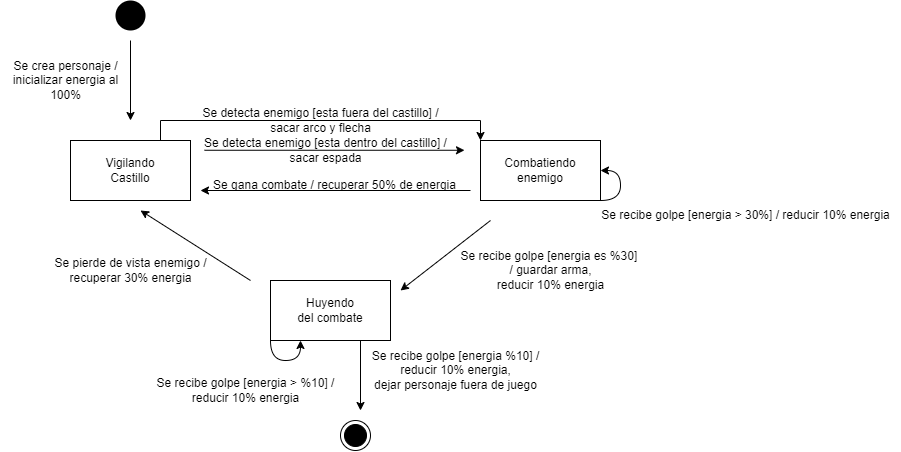 Se crea personaje /
inicializar energia al
100%
Se detecta enemigo [esta fuera del castillo] /
sacar arco y flecha
Se detecta enemigo [esta dentro del castillo] /
sacar espada
Vigilando
Castillo
Combatiendo
enemigo
Se gana combate / recuperar 50% de energia
Se recibe golpe [energia > 30%] / reducir 10% energia
Se recibe golpe [energia es %30]
/ guardar arma,
reducir 10% energia
Se pierde de vista enemigo /
recuperar 30% energia
Huyendo
del combate
Se recibe golpe [energia %10] /
reducir 10% energia,
dejar personaje fuera de juego
Se recibe golpe [energia > %10] /
reducir 10% energia